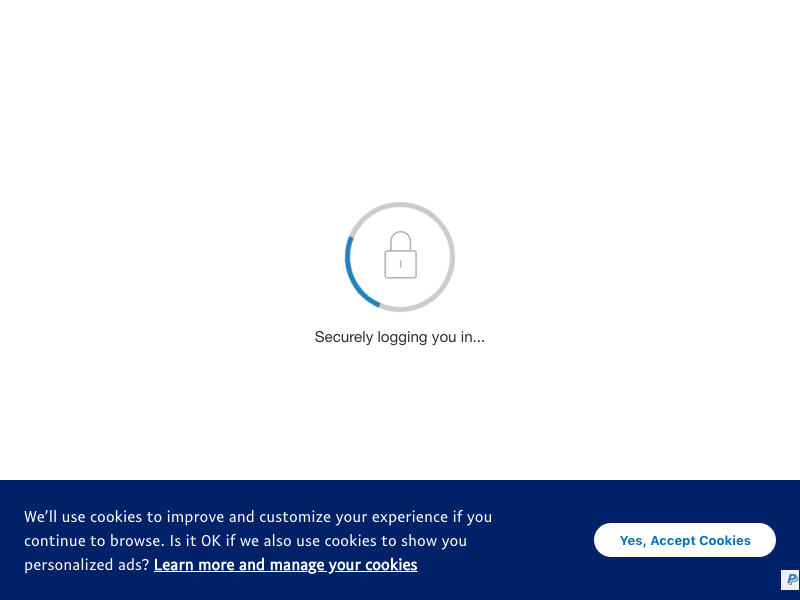 Securely logging you in...
We’ll use cookies to improve and customize your experience if you
continue to browse. Is it OK if we also use cookies to show you
personalized ads? Learn more and manage your cookies
Yes, Accept Cookies